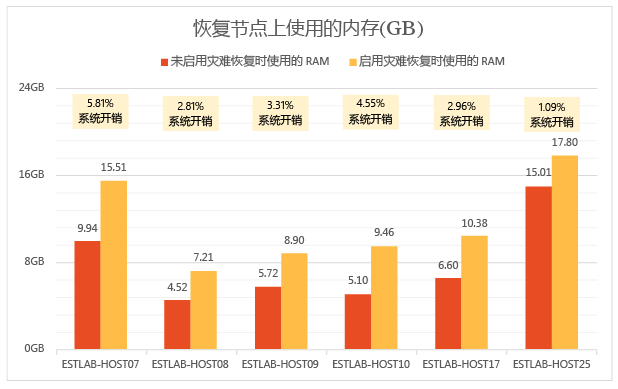 恢复节点上使用的内存(GB)
未启用灾难恢复时使用的 RAM
启用灾难恢复时使用的 RAM
24GB
5.81%
系统开销
2.81%
系统开销
3.31%
系统开销
4.55%
系统开销
2.96%
系统开销
1.09%
系统开销
16GB
8GB
0GB
9.94
15.51
4.52
7.21
5.72
8.90
5.10
9.46
6.60
10.38
15.01
17.80
ESTLAB-HOST07
ESTLAB-HOST08
ESTLAB-HOST09
ESTLAB-HOST10
ESTLAB-HOST17
ESTLAB-HOST25